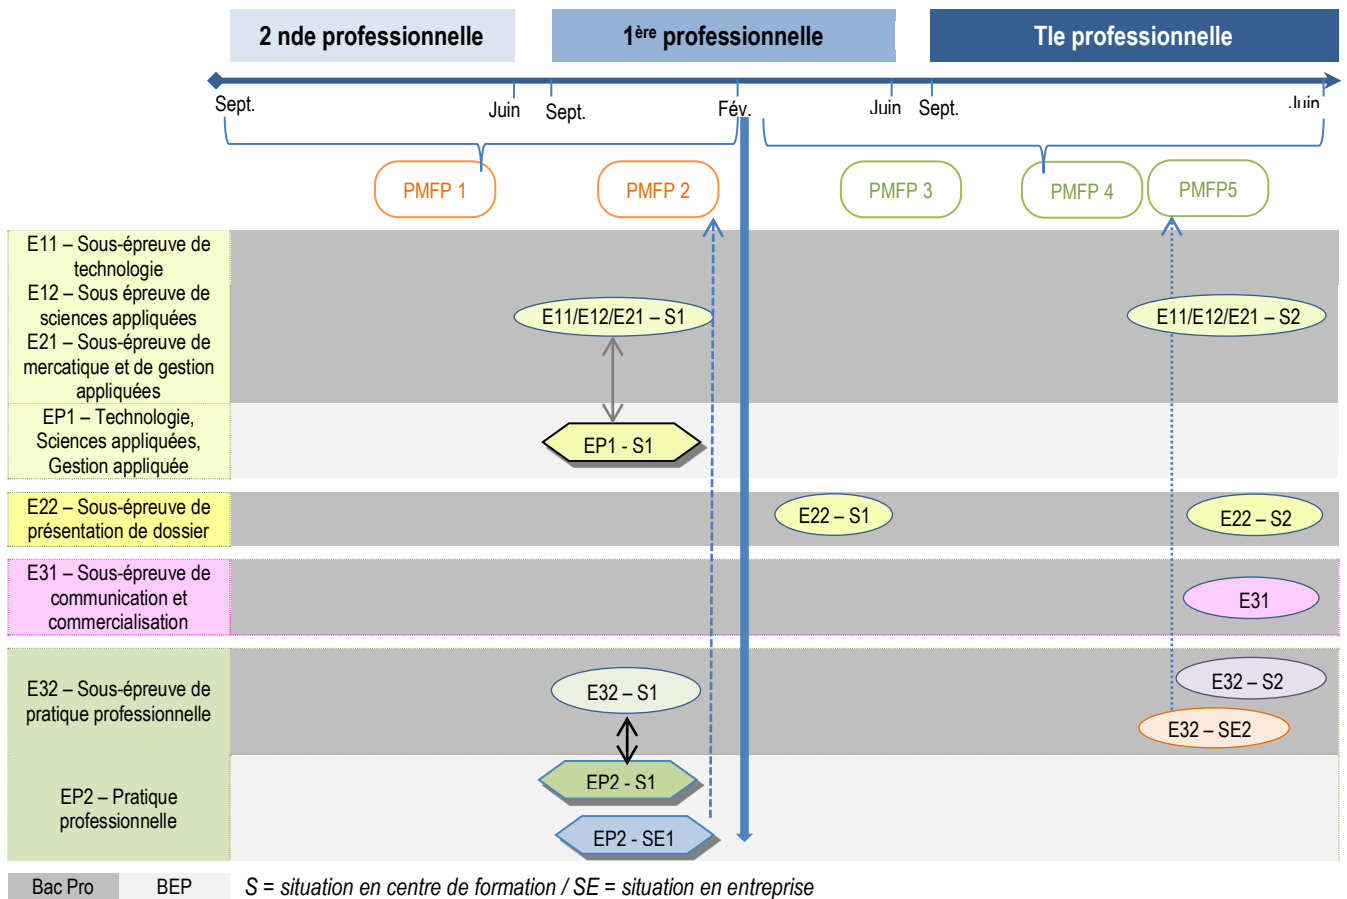 2 nde professionnelle
1ère professionnelle
Tle professionnelle
Sept.
Juin
Sept.
Fév.
Juin
Sept.
Juin
PMFP 1
PMFP 2
PMFP 3
PMFP 4
PMFP5
E11 – Sous-épreuve de
technologie
E12 – Sous épreuve de
sciences appliquées
E21 – Sous-épreuve de
mercatique et de gestion
appliquées
E11/E12/E21 – S1
E11/E12/E21 – S2
EP1 – Technologie,
Sciences appliquées,
Gestion appliquée
EP1 - S1
E22 – Sous-épreuve de
présentation de dossier
E22 – S1
E22 – S2
E31 – Sous-épreuve de
communication et
commercialisation
E31
E32 – Sous-épreuve de
pratique professionnelle
E32 – S1
E32 – S2
E32 – SE2
EP2 – Pratique
professionnelle
EP2 - S1
EP2 - SE1
Bac Pro
BEP
S = situation en centre de formation / SE = situation en entreprise